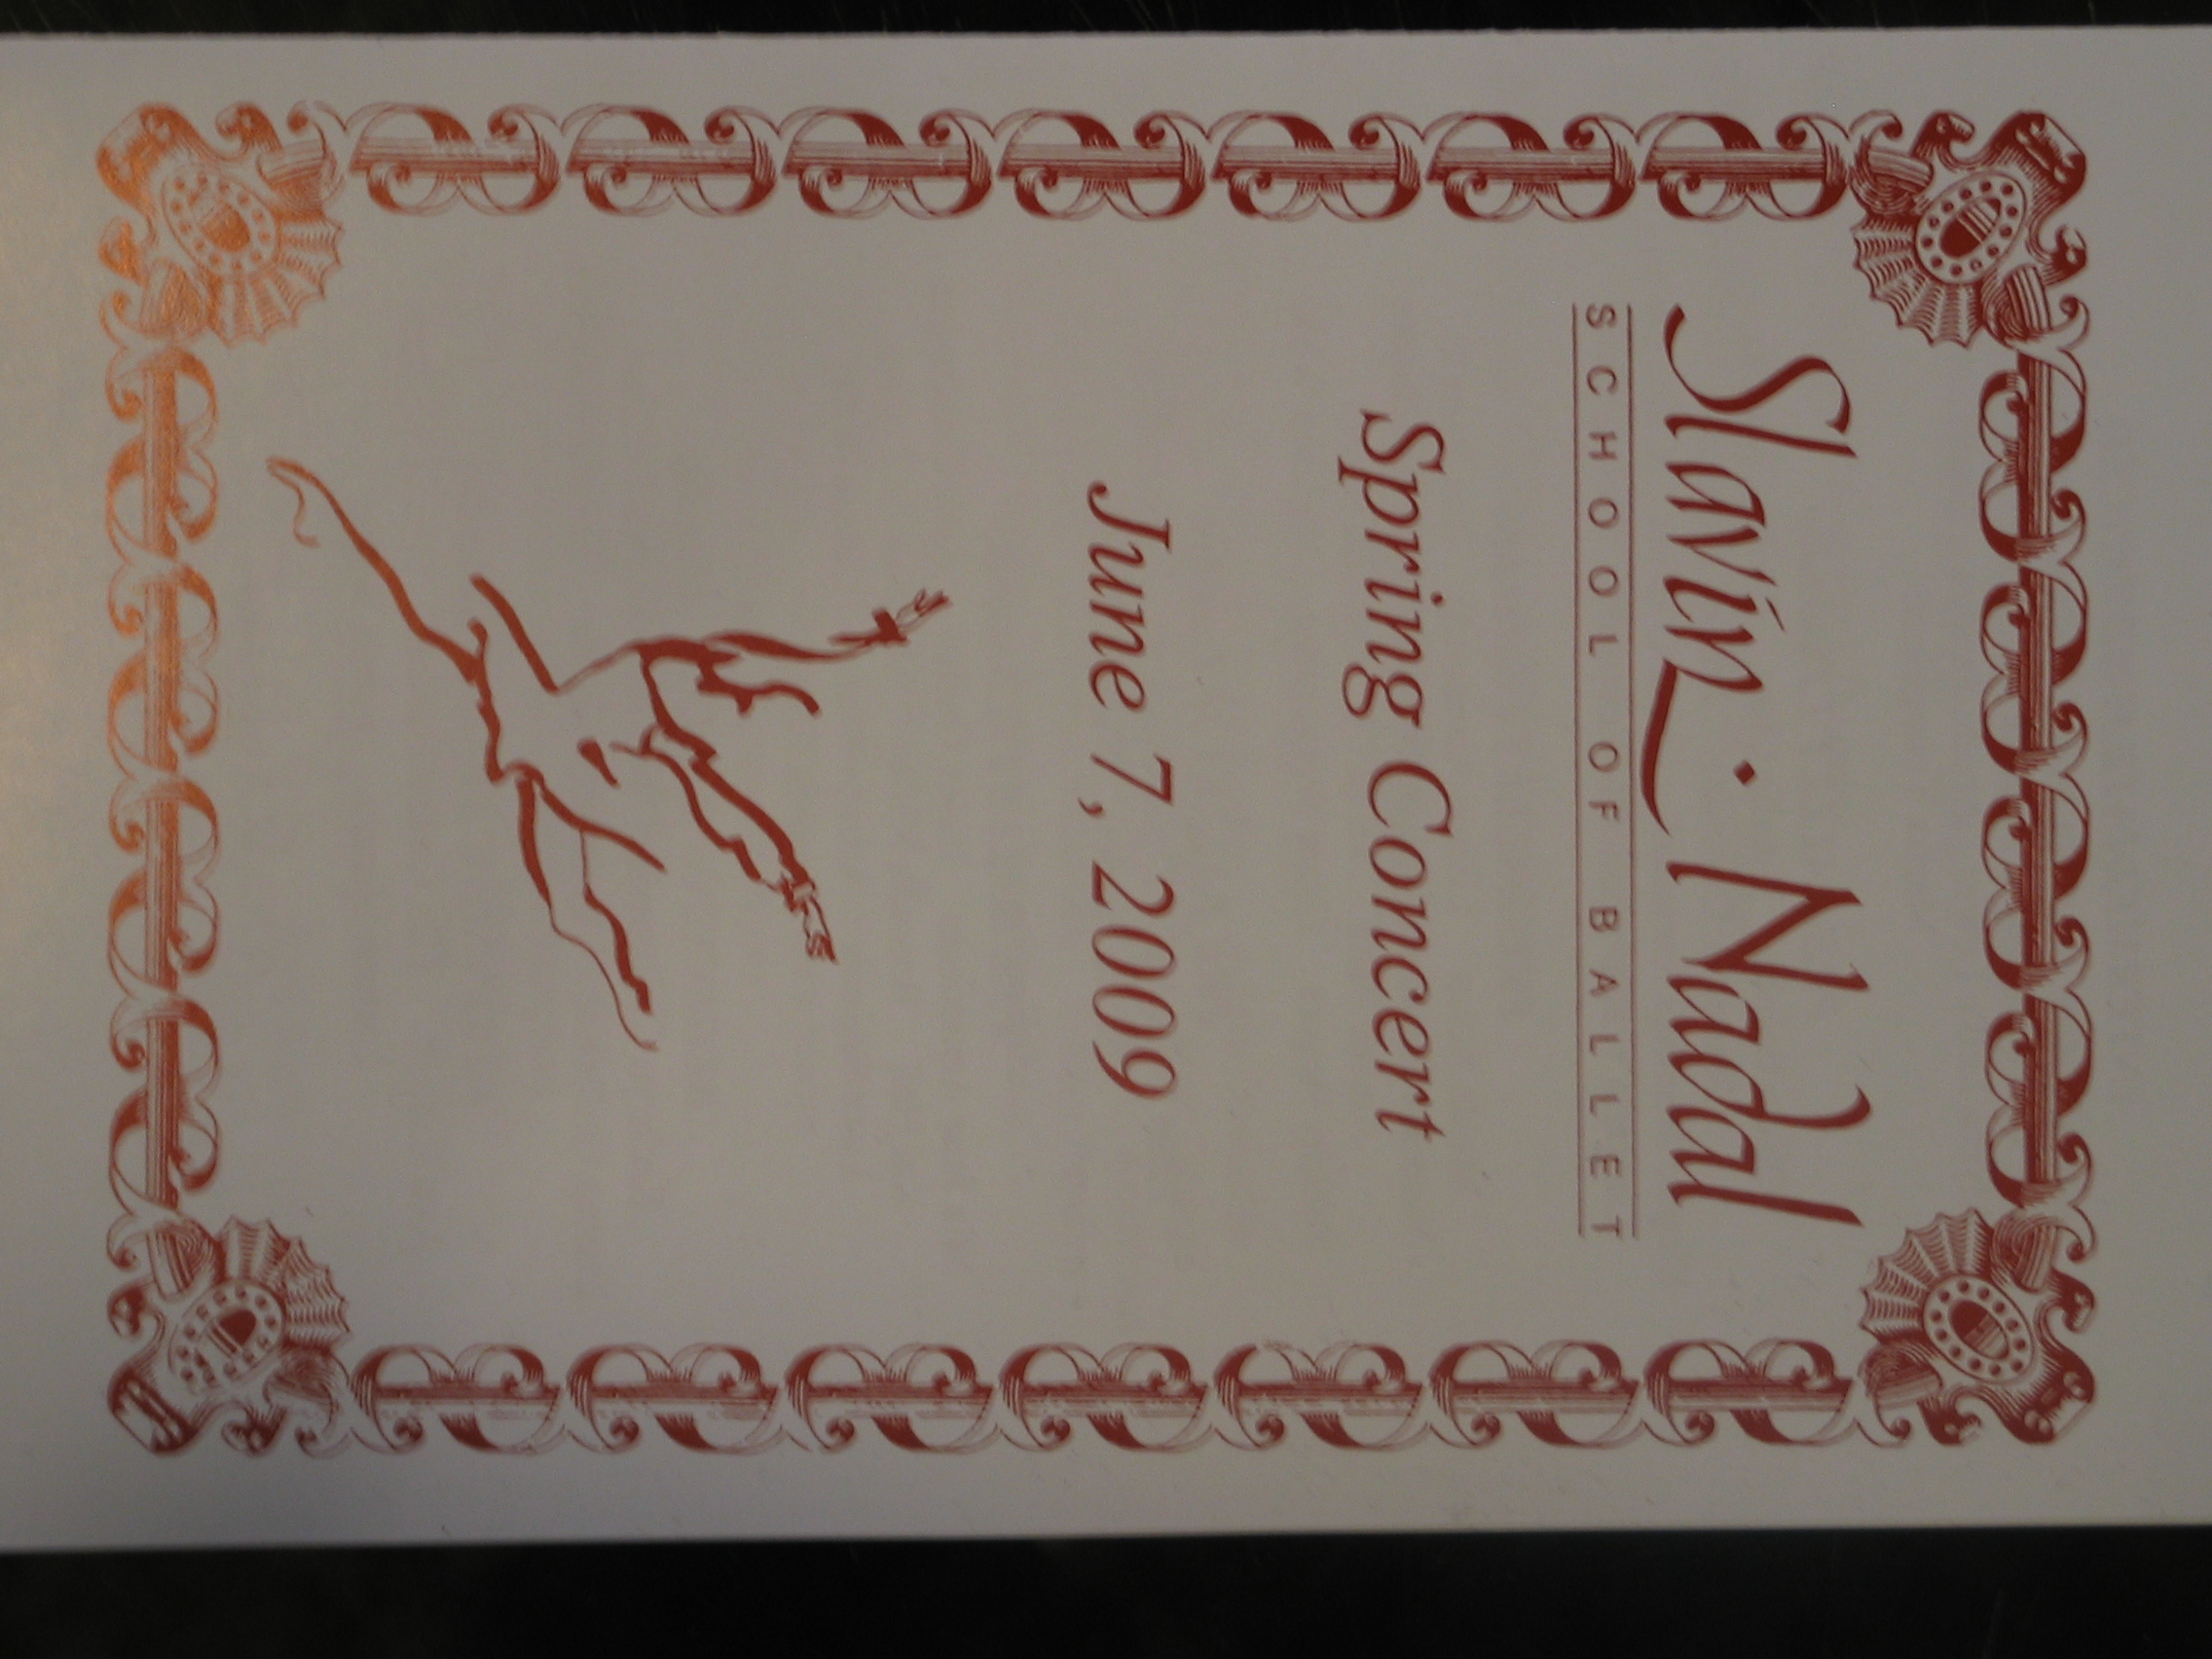 Slavin · Nadal
SCHOOL OF BALLET
Spring Concert
June 7, 2009